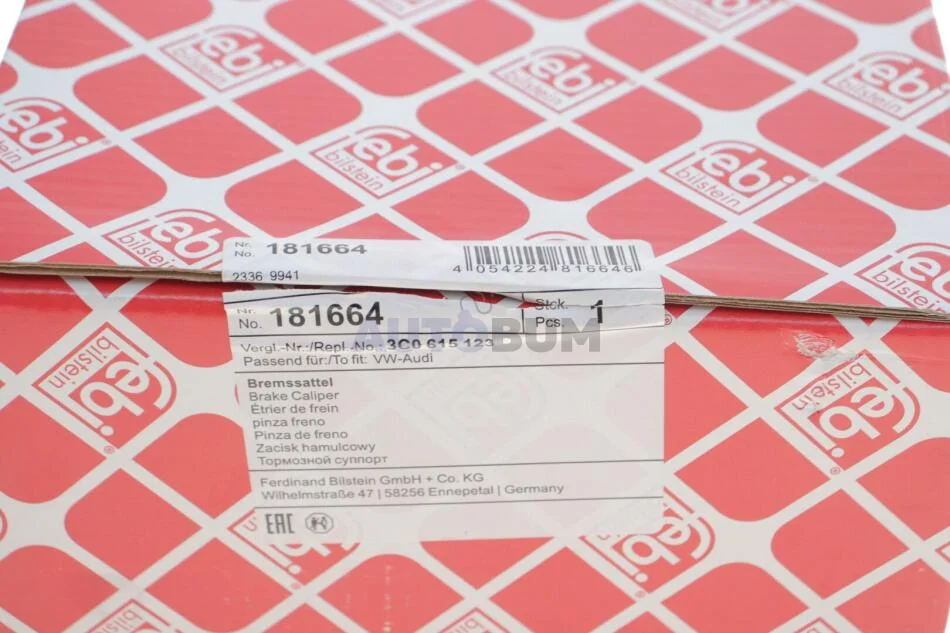 febi
bilstein
Nr.
No. 181664
4 054224 816646
2336 9941
Nr.
No. 181664
Stck.
Pcs. 1
AUTOBUM
Vergl.-Nr.:/Repl.-No.: 3C0 615 123
Passend für:/To fit: VW-Audi
Bremssattel
Brake Caliper
Étrier de frein
pinza freno
Pinza de freno
Zacisk hamulcowy
Тормозной суппорт
Ferdinand Bilstein GmbH + Co. KG
Wilhelmstraße 47 | 58256 Ennepetal | Germany
EAC